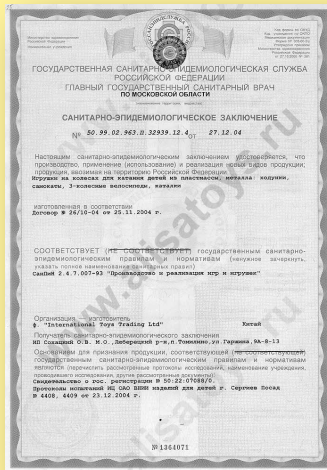 ГОСУДАРСТВЕННАЯ САНИТАРНО-ЭПИДЕМИОЛОГИЧЕСКАЯ СЛУЖБА
РОССИЙСКОЙ ФЕДЕРАЦИИ
ГЛАВНЫЙ ГОСУДАРСТВЕННЫЙ САНИТАРНЫЙ ВРАЧ
ПО МОСКОВСКОЙ ОБЛАСТИ
САНИТАРНО-ЭПИДЕМИОЛОГИЧЕСКОЕ ЗАКЛЮЧЕНИЕ
№ 50.99.02.963.П.32939.12.4 от 27.12.04
Настоящим санитарно-эпидемиологическим заключением удостоверяется, что
производство, применение (использование) и реализация новых видов продукции;
продукция, ввозимая на территорию Российской Федерации
Игрушки на колесах для катания детей из пластмассы, металла: ходунки,
самокаты, 3-колесные велосипеды, каталки
изготовленная в соответствии
Договор № 26/10-04 от 25.11.2004 г.
СООТВЕТСТВУЕТ (НЕ СООТВЕТСТВУЕТ) государственным санитарно-
эпидемиологическим правилам и нормативам (ненужное зачеркнуть,
указать полное наименование санитарных правил)
СанПиН 2.4.7.007-93 "Производство и реализация игр и игрушек"
Организация - изготовитель
ф. "International Toys Trading Ltd" Китай
Получатель санитарно-эпидемиологического заключения
ИП О.В. М.О., Люберецкий р-н, п.Томилино, ул.Гаршина, 9А-8-13
Основанием для признания продукции, соответствующей (не соответствующей)
государственным санитарно-эпидемиологическим правилам и нормативам
являются (перечислить рассмотренные протоколы исследований, наименование учреждения,
проводившего исследования, другие рассмотренные документы):
Свидетельство о гос. регистрации № 50:22:07088/0.
Протоколы испытаний ИЦ ОАО ВНИИ изделий для детей г. Сергиев Посад
№ 4408, 4409 от 23.12.2004 г.
№ 1364071